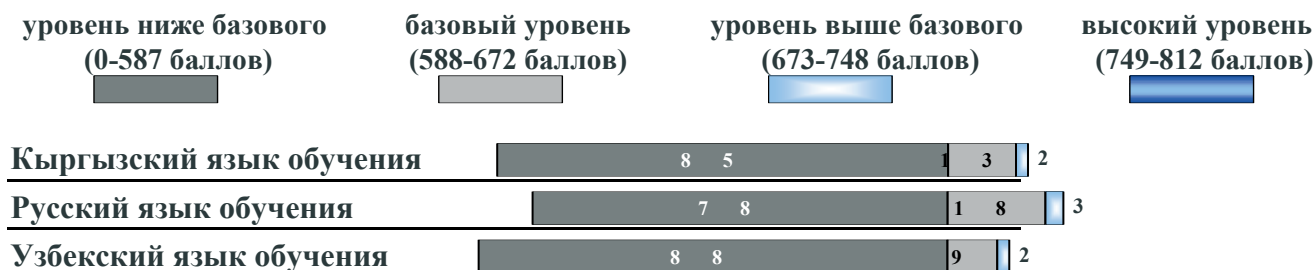 уровень ниже базового базовый уровень уровень выше базового высокий уровень
(0-587 баллов) (588-672 баллов) (673-748 баллов) (749-812 баллов)
Кыргызский язык обучения 8 5 1 3 2
Русский язык обучения 7 8 1 8 3
Узбекский язык обучения 8 8 9 2